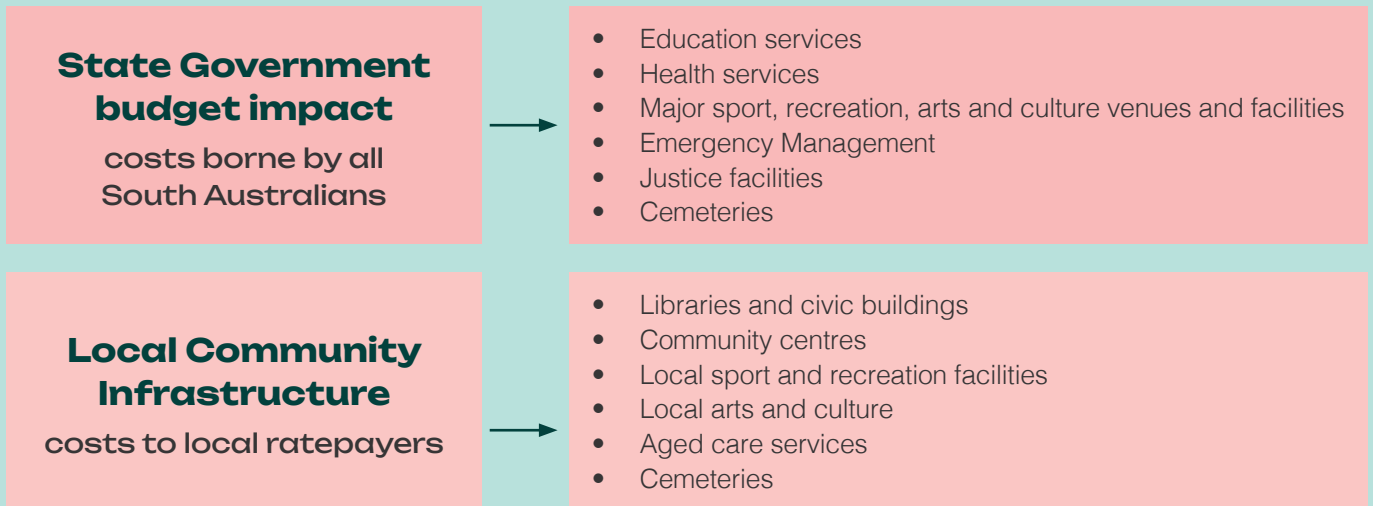 State Government
budget impact
costs borne by all
South Australians
• Education services
• Health services
• Major sport, recreation, arts and culture venues and facilities
• Emergency Management
• Justice facilities
• Cemeteries
Local Community
Infrastructure
costs to local ratepayers
• Libraries and civic buildings
• Community centres
• Local sport and recreation facilities
• Local arts and culture
• Aged care services
• Cemeteries